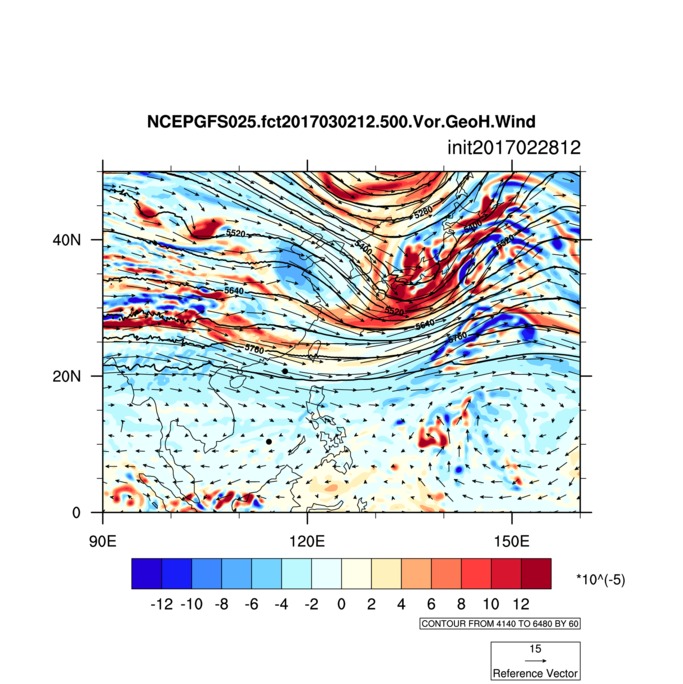 NCEPGFS025.fct2017030212.500.Vor.GeoH.Wind
init2017022812
5280
5400
5400
40N
5520
5520
5640
5520
5640
5760
5760
20N
0
90E 120E 150E
-12 -10 -8 -6 -4 -2 0 2 4 6 8 10 12
*10^(-5)
CONTOUR FROM 4140 TO 6480 BY 60
15
Reference Vector